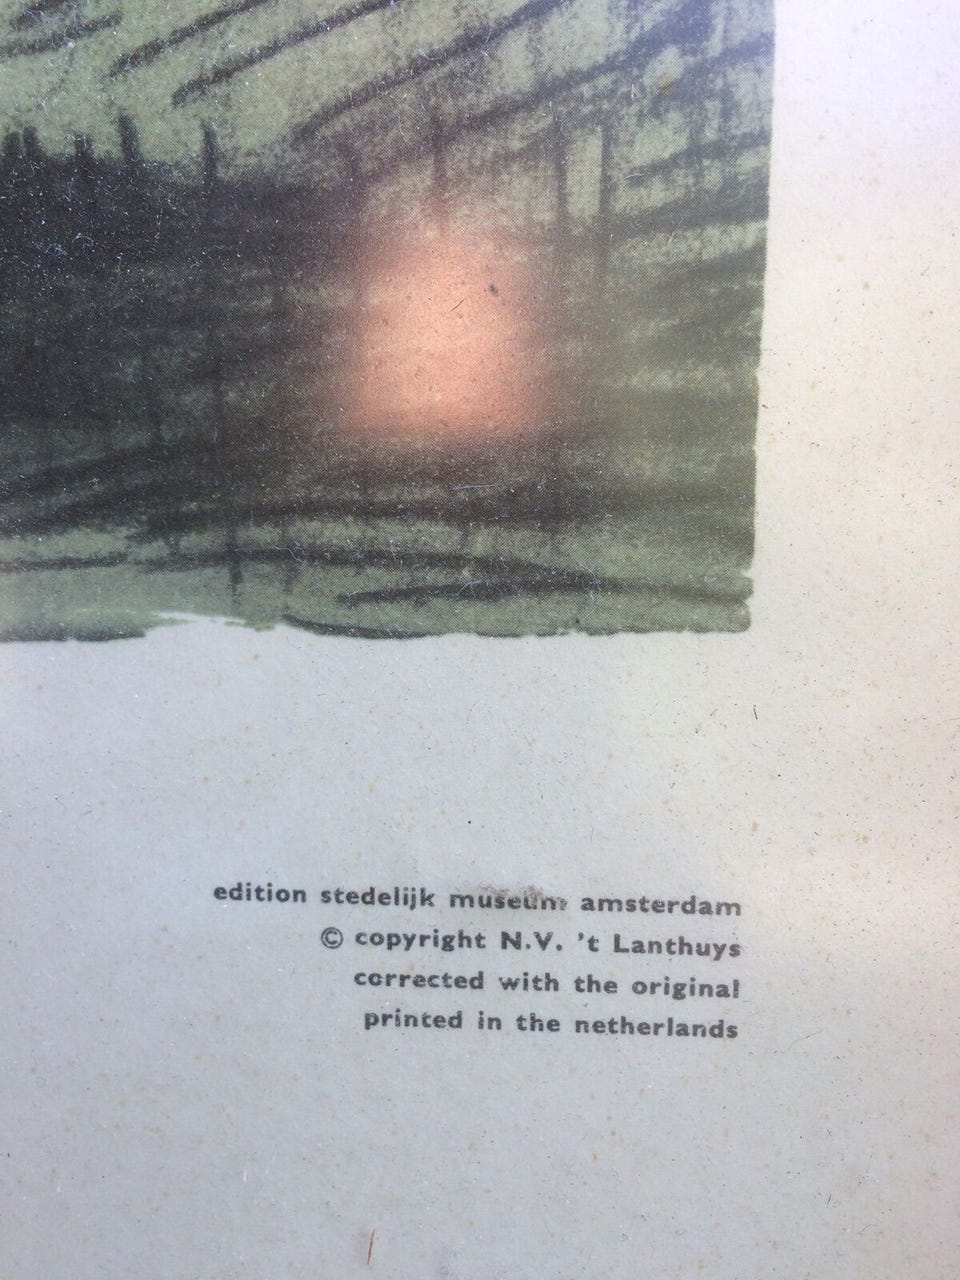 edition stedelijk museum amsterdam
© copyright N.V. 't Lanthuys
corrected with the original
printed in the netherlands